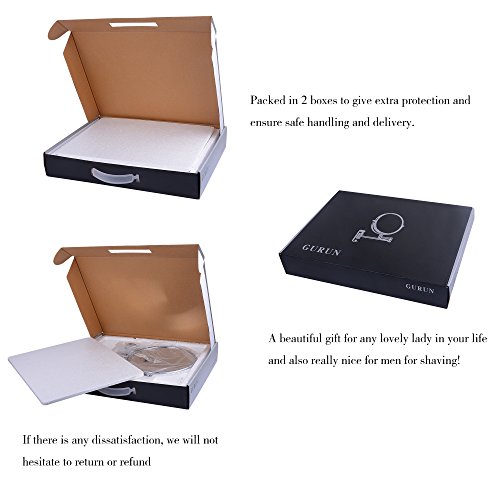 Packed in 2 boxes to give extra protection and
ensure safe handling and delivery.
GURUN
GURUN
A beautiful gift for any lovely lady in your life
and also really nice for men for shaving!
If there is any dissatisfaction, we will not
hesitate to return or refund